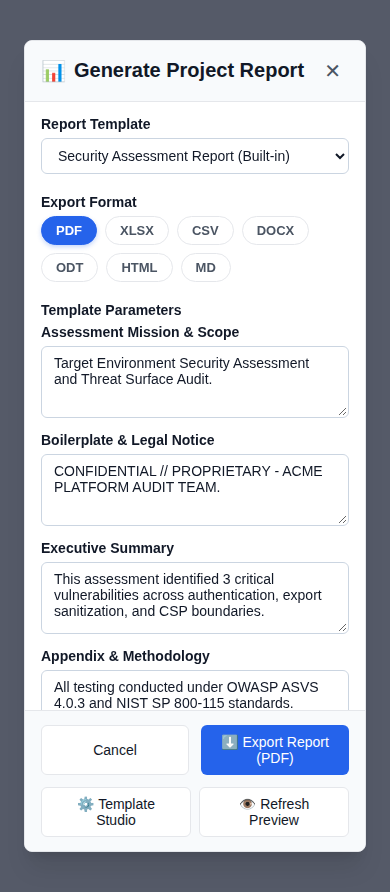 📊 Generate Project Report ✕
Report Template
Security Assessment Report (Built-in)
Export Format
PDF XLSX CSV DOCX
ODT HTML MD
Template Parameters
Assessment Mission & Scope
Target Environment Security Assessment
and Threat Surface Audit.
Boilerplate & Legal Notice
CONFIDENTIAL // PROPRIETARY - ACME
PLATFORM AUDIT TEAM.
Executive Summary
This assessment identified 3 critical
vulnerabilities across authentication, export
sanitization, and CSP boundaries.
Appendix & Methodology
All testing conducted under OWASP ASVS
4.0.3 and NIST SP 800-115 standards.
Cancel
⬇️ Export Report
(PDF)
⚙️ Template
Studio
👁️ Refresh
Preview